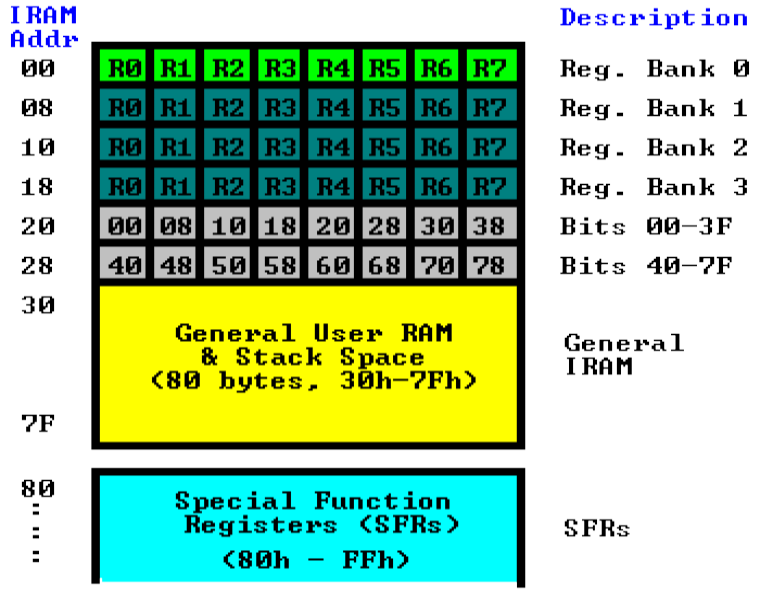 IRAM Addr Description
00 R0 R1 R2 R3 R4 R5 R6 R7 Reg. Bank 0
08 R0 R1 R2 R3 R4 R5 R6 R7 Reg. Bank 1
10 R0 R1 R2 R3 R4 R5 R6 R7 Reg. Bank 2
18 R0 R1 R2 R3 R4 R5 R6 R7 Reg. Bank 3
20 00 08 10 18 20 28 30 38 Bits 00-3F
28 40 48 50 58 60 68 70 78 Bits 40-7F
30
General User RAM
& Stack Space
(80 bytes, 30h-7Fh)
General
IRAM
7F
80
:
:
:
Special Function
Registers (SFRs)
(80h - FFh)
SFRs